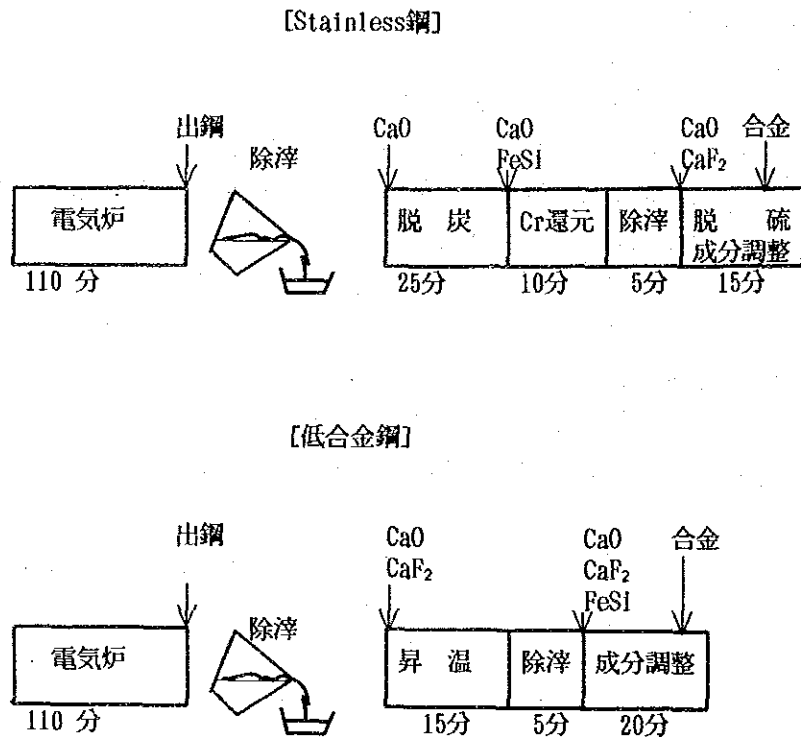 [Stainless鋼]
出鋼
除滓
CaO
CaO
FeSi
CaO
CaF₂
合金
電気炉
脱 炭
Cr還元
除滓
脱 硫
成分調整
110 分
25分
10分
5分
15分
[低合金鋼]
出鋼
除滓
CaO
CaF₂
CaO
CaF₂
FeSi
合金
電気炉
昇 温
除滓
成分調整
110 分
15分
5分
20分